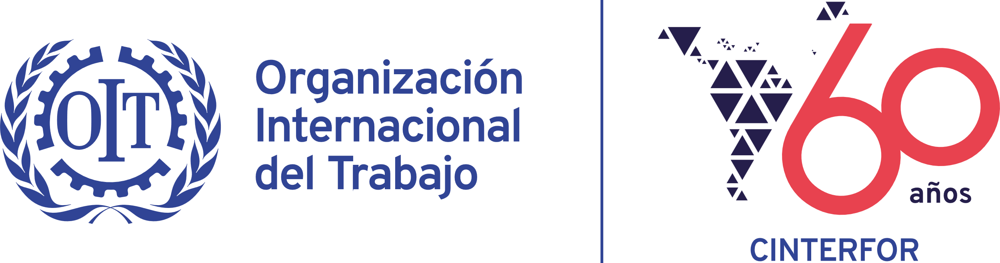 OIT
Organización
Internacional
del Trabajo
60
años
CINTERFOR